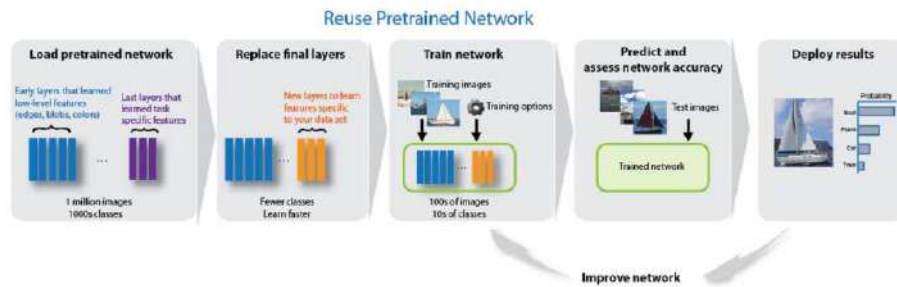 Reuse Pretrained Network
Load pretrained network
Early layers that learned
low-level features
(edges, blobs, colors)
Last layers that
learned task
specific features
...
1 million images
1000s classes
Replace final layers
New layers to learn
features specific
to your data set
...
Fewer classes
Learn faster
Train network
Training images
Training options
...
100s of images
10s of classes
Predict and
assess network accuracy
Test images
Trained network
Deploy results
Probability
Boat
Plane
Car
Train
Improve network